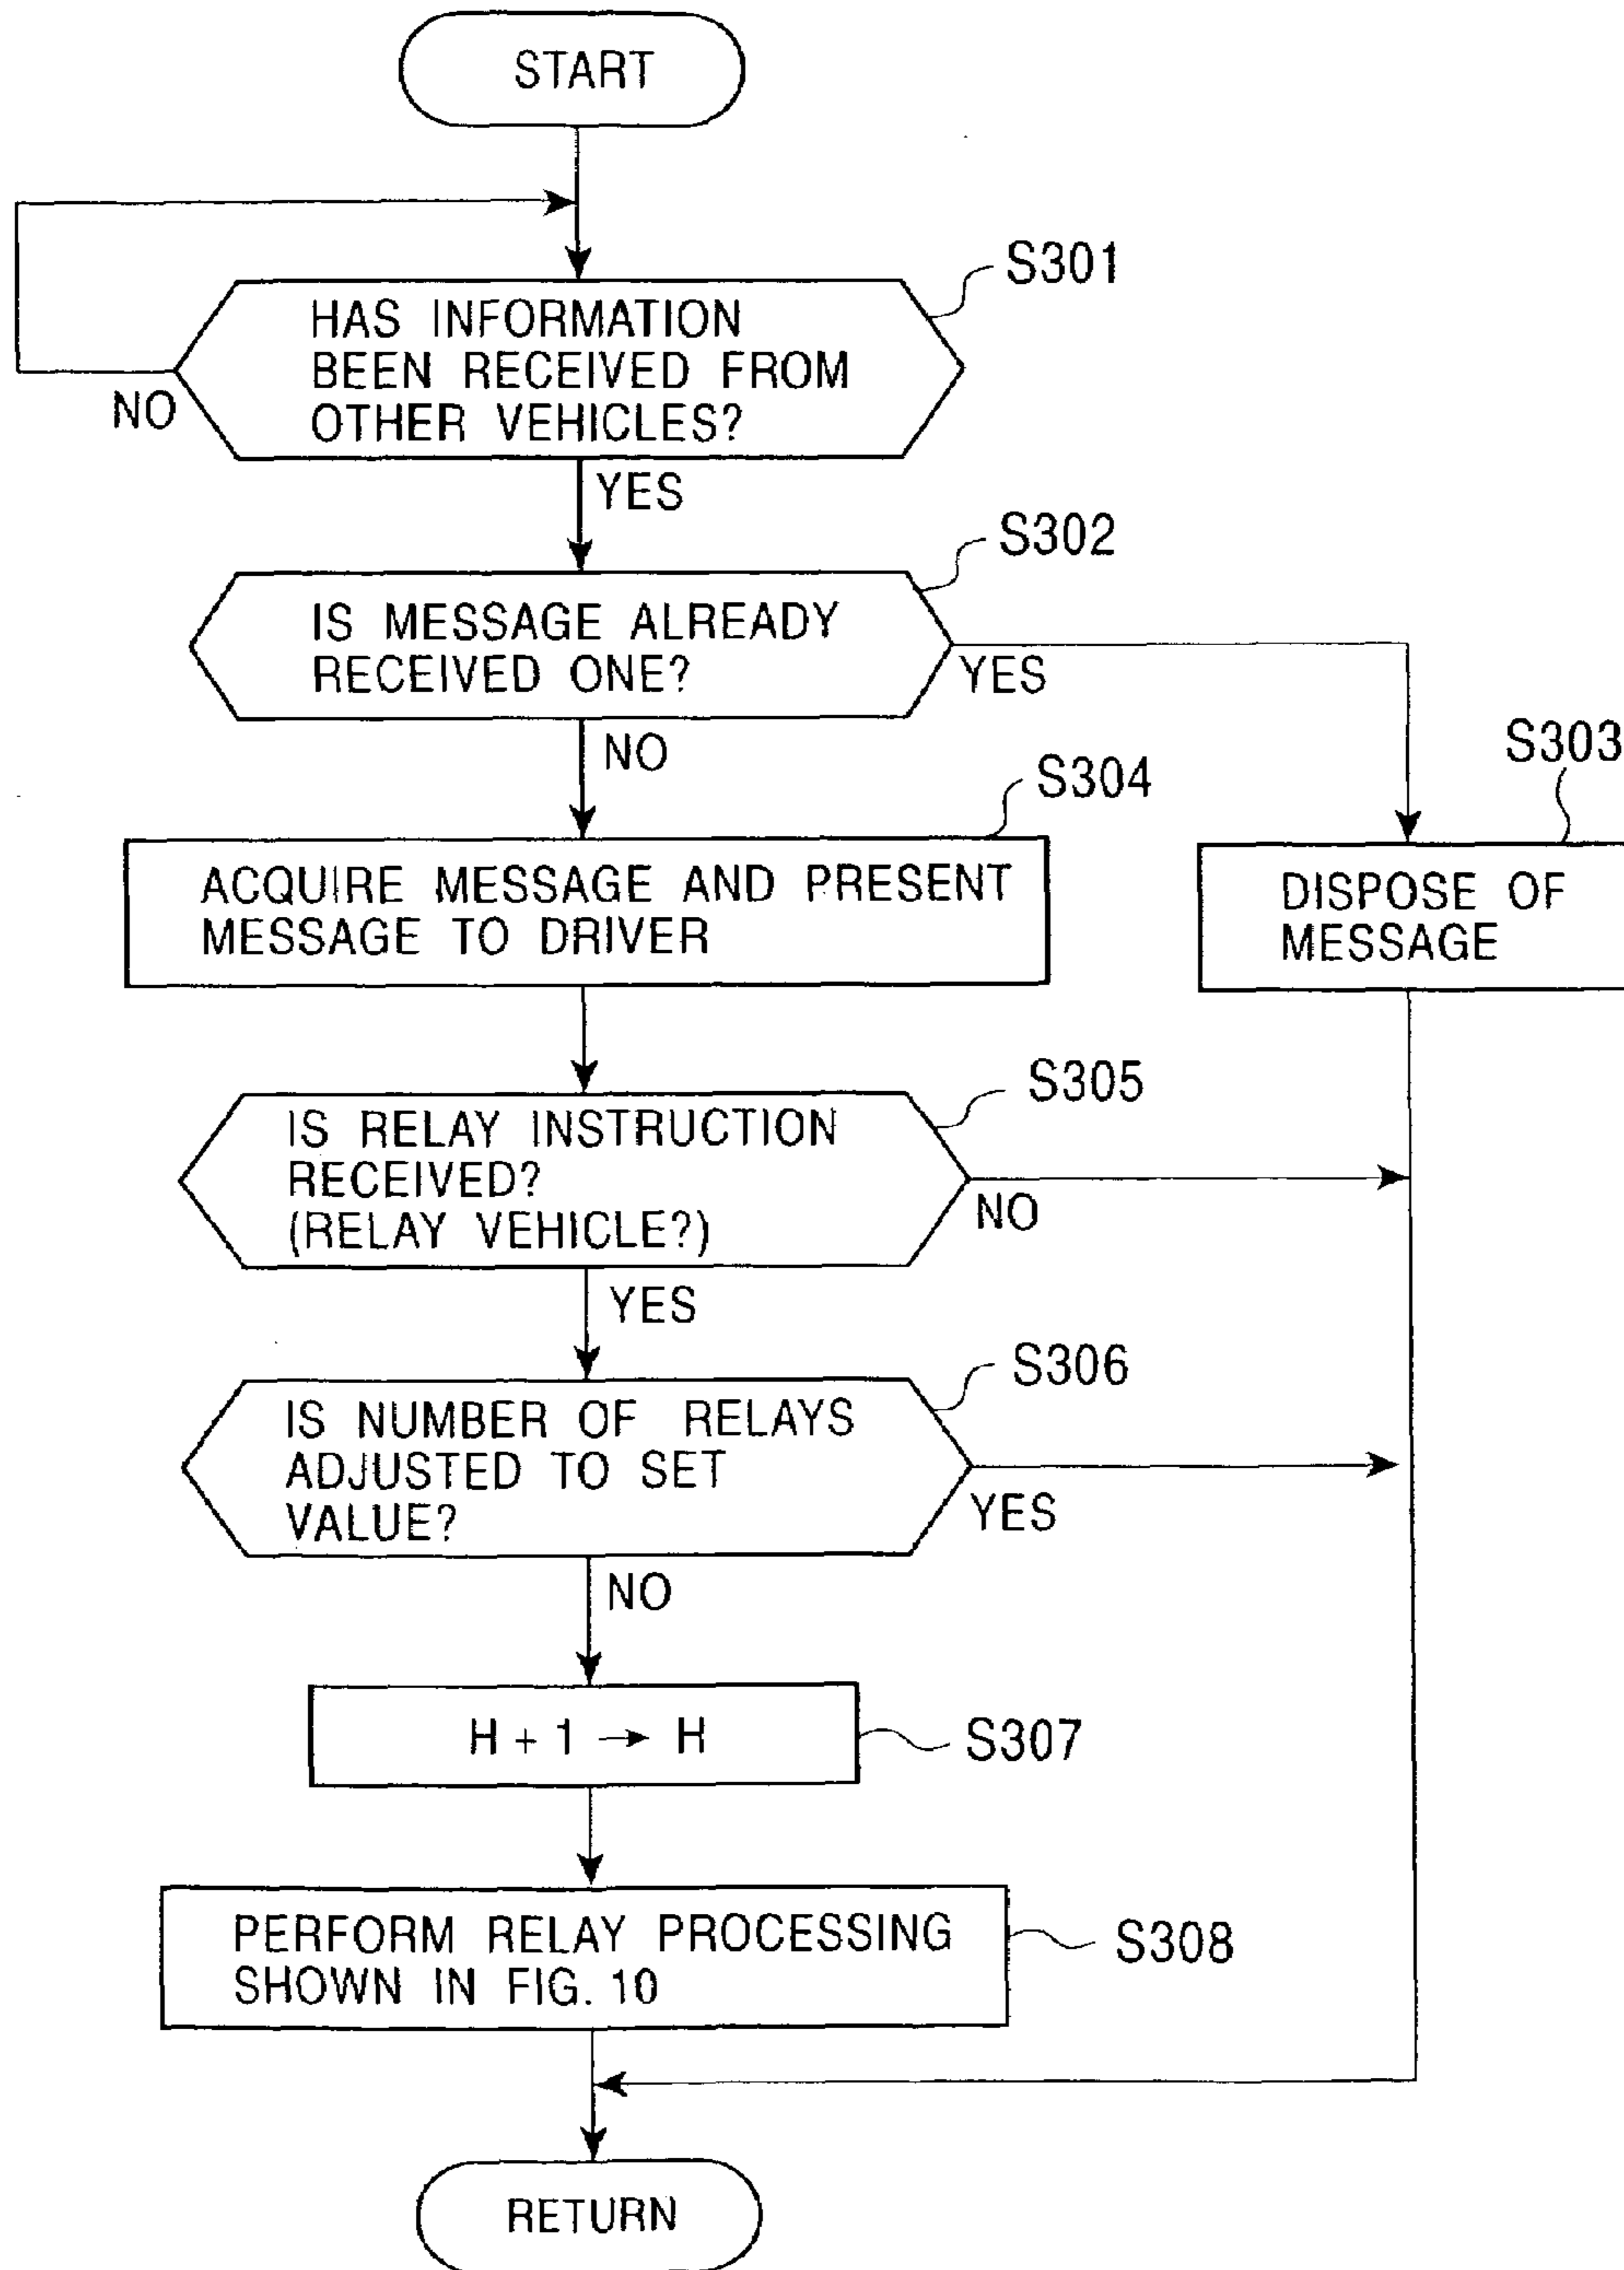 START
S301
HAS INFORMATION
BEEN RECEIVED FROM
OTHER VEHICLES?
NO
YES
S302
IS MESSAGE ALREADY
RECEIVED ONE?
YES
NO
S303
S304
ACQUIRE MESSAGE AND PRESENT
MESSAGE TO DRIVER
DISPOSE OF
MESSAGE
S305
IS RELAY INSTRUCTION
RECEIVED?
(RELAY VEHICLE?)
NO
YES
S306
IS NUMBER OF RELAYS
ADJUSTED TO SET
VALUE?
YES
NO
H + 1 → H
S307
PERFORM RELAY PROCESSING
SHOWN IN FIG. 10
S308
RETURN